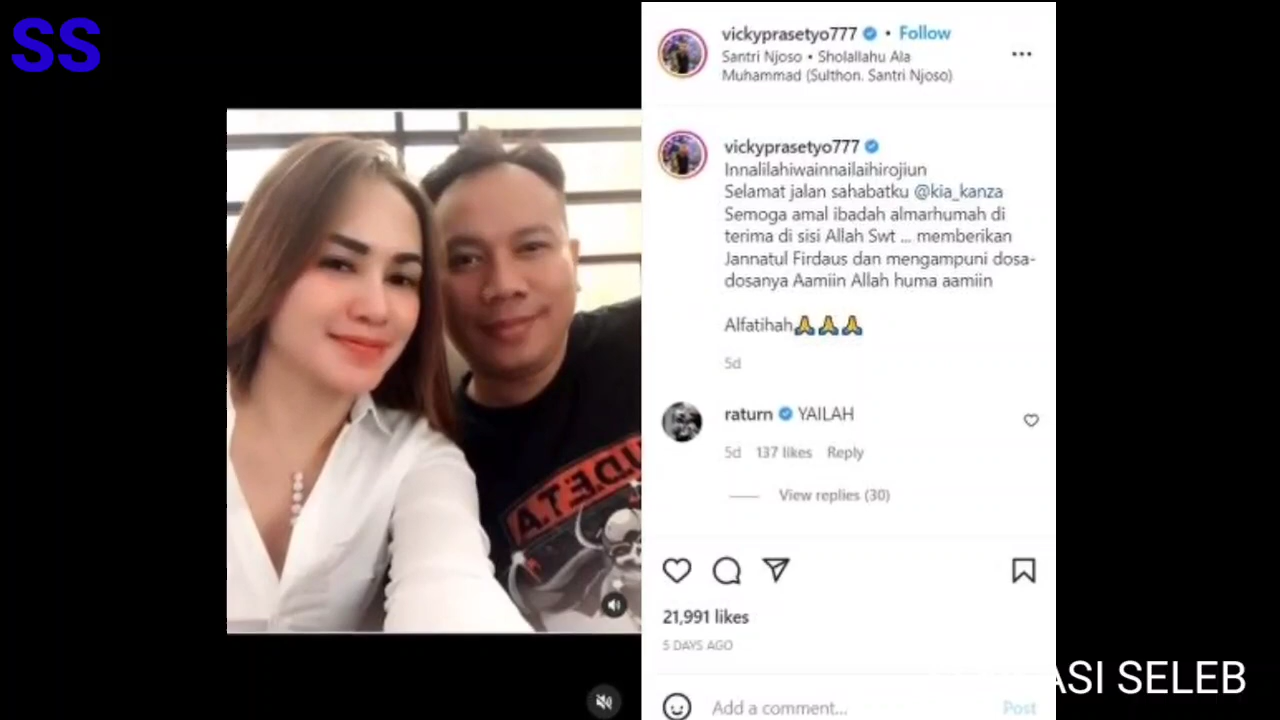 SS
vickyprasetyo777 • Follow
Santri Njoso • Sholallahu Ala
Muhammad (Sulthon. Santri Njoso)
vickyprasetyo777
Innalilahiwainnailaihirojiun
Selamat jalan sahabatku @kia_kanza
Semoga amal ibadah almarhumah di
terima di sisi Allah Swt ... memberikan
Jannatul Firdaus dan mengampuni dosa-
dosanya Aamiin Allah huma aamiin
Alfatihah🙏🙏🙏
5d
raturn YAILAH
5d 137 likes Reply
View replies (30)
21,991 likes
5 DAYS AGO
Add a comment... Post
ASI SELEB